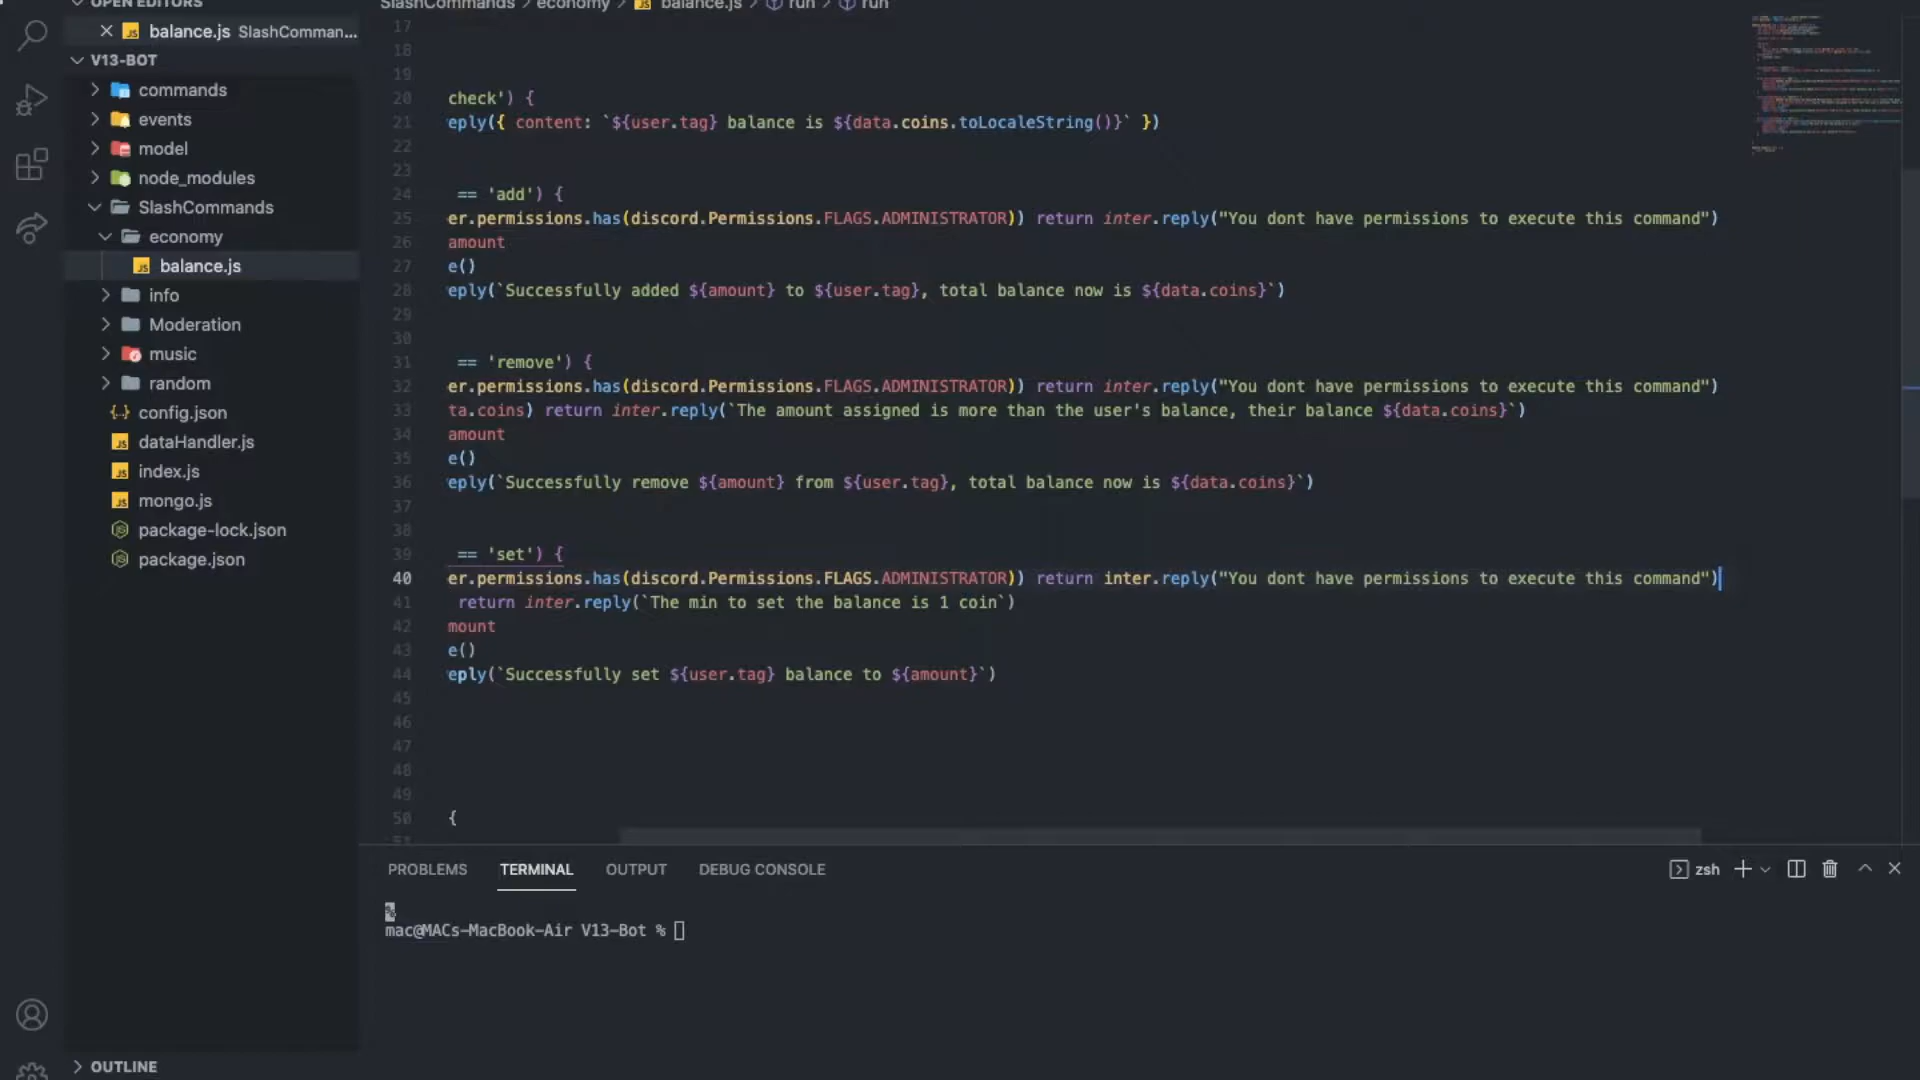 OPEN EDITORS
balance.js SlashComman...
V13-BOT
commands
events
model
node_modules
SlashCommands
economy
balance.js
info
Moderation
music
random
config.json
dataHandler.js
index.js
mongo.js
package-lock.json
package.json
OUTLINE
SlashCommands > economy > balance.js > run > run
17
18
19
20 check') {
21 eply({ content: `${user.tag} balance is ${data.coins.toLocaleString()}` })
22
23
24 == 'add') {
25 er.permissions.has(discord.Permissions.FLAGS.ADMINISTRATOR)) return inter.reply("You dont have permissions to execute this command")
26 amount
27 e()
28 eply(`Successfully added ${amount} to ${user.tag}, total balance now is ${data.coins}`)
29
30
31 == 'remove') {
32 er.permissions.has(discord.Permissions.FLAGS.ADMINISTRATOR)) return inter.reply("You dont have permissions to execute this command")
33 ta.coins) return inter.reply(`The amount assigned is more than the user's balance, their balance ${data.coins}`)
34 amount
35 e()
36 eply(`Successfully remove ${amount} from ${user.tag}, total balance now is ${data.coins}`)
37
38
39 == 'set') {
40 er.permissions.has(discord.Permissions.FLAGS.ADMINISTRATOR)) return inter.reply("You dont have permissions to execute this command")
41 return inter.reply(`The min to set the balance is 1 coin`)
42 mount
43 e()
44 eply(`Successfully set ${user.tag} balance to ${amount}`)
45
46
47
48
49
50 {
51
PROBLEMS TERMINAL OUTPUT DEBUG CONSOLE
zsh
%
mac@MACs-MacBook-Air V13-Bot %